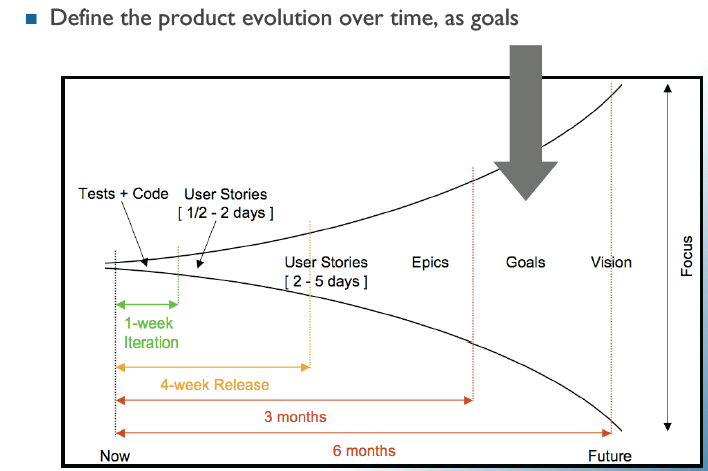 Define the product evolution over time, as goals
Tests + Code
User Stories
[ 1/2 - 2 days ]
User Stories
[ 2 - 5 days ]
Epics
Goals
Vision
Focus
1-week
Iteration
4-week Release
3 months
6 months
Now
Future